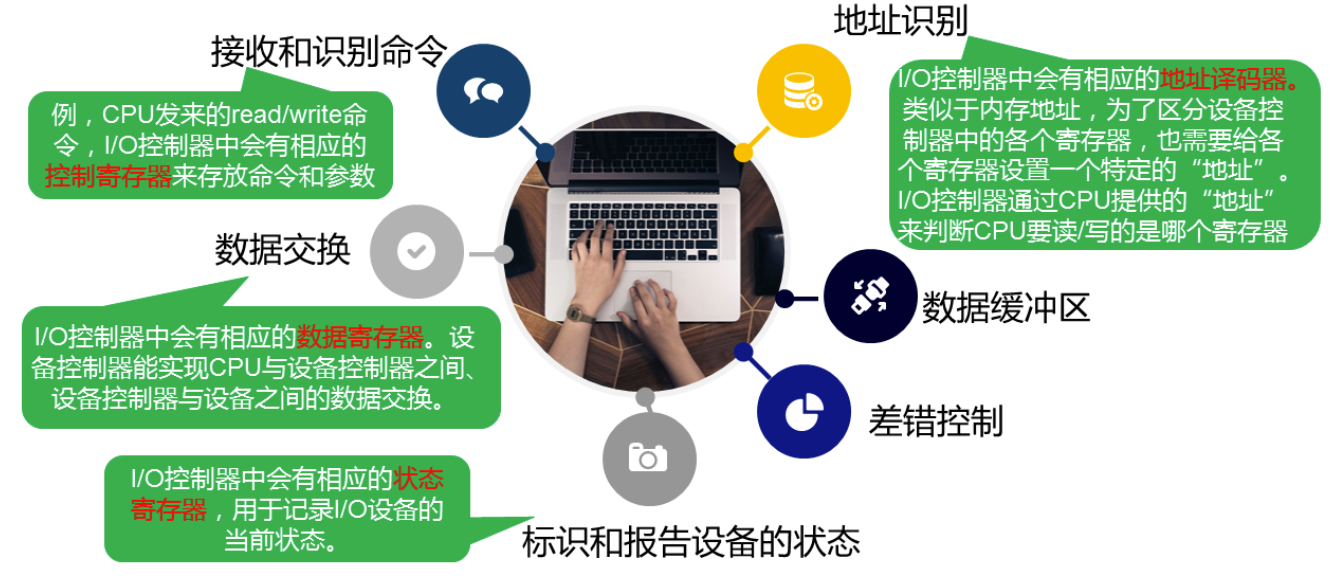 接收和识别命令
例，CPU发来的read/write命
令，I/O控制器中会有相应的
控制寄存器来存放命令和参数
数据交换
I/O控制器中会有相应的数据寄存器。设
备控制器能实现CPU与设备控制器之间、
设备控制器与设备之间的数据交换。
I/O控制器中会有相应的状态
寄存器，用于记录I/O设备的
当前状态。
标识和报告设备的状态
地址识别
I/O控制器中会有相应的地址译码器。
类似于内存地址，为了区分设备控
制器中的各个寄存器，也需要给各
个寄存器设置一个特定的“地址”。
I/O控制器通过CPU提供的“地址”
来判断CPU要读/写的是哪个寄存器
数据缓冲区
差错控制